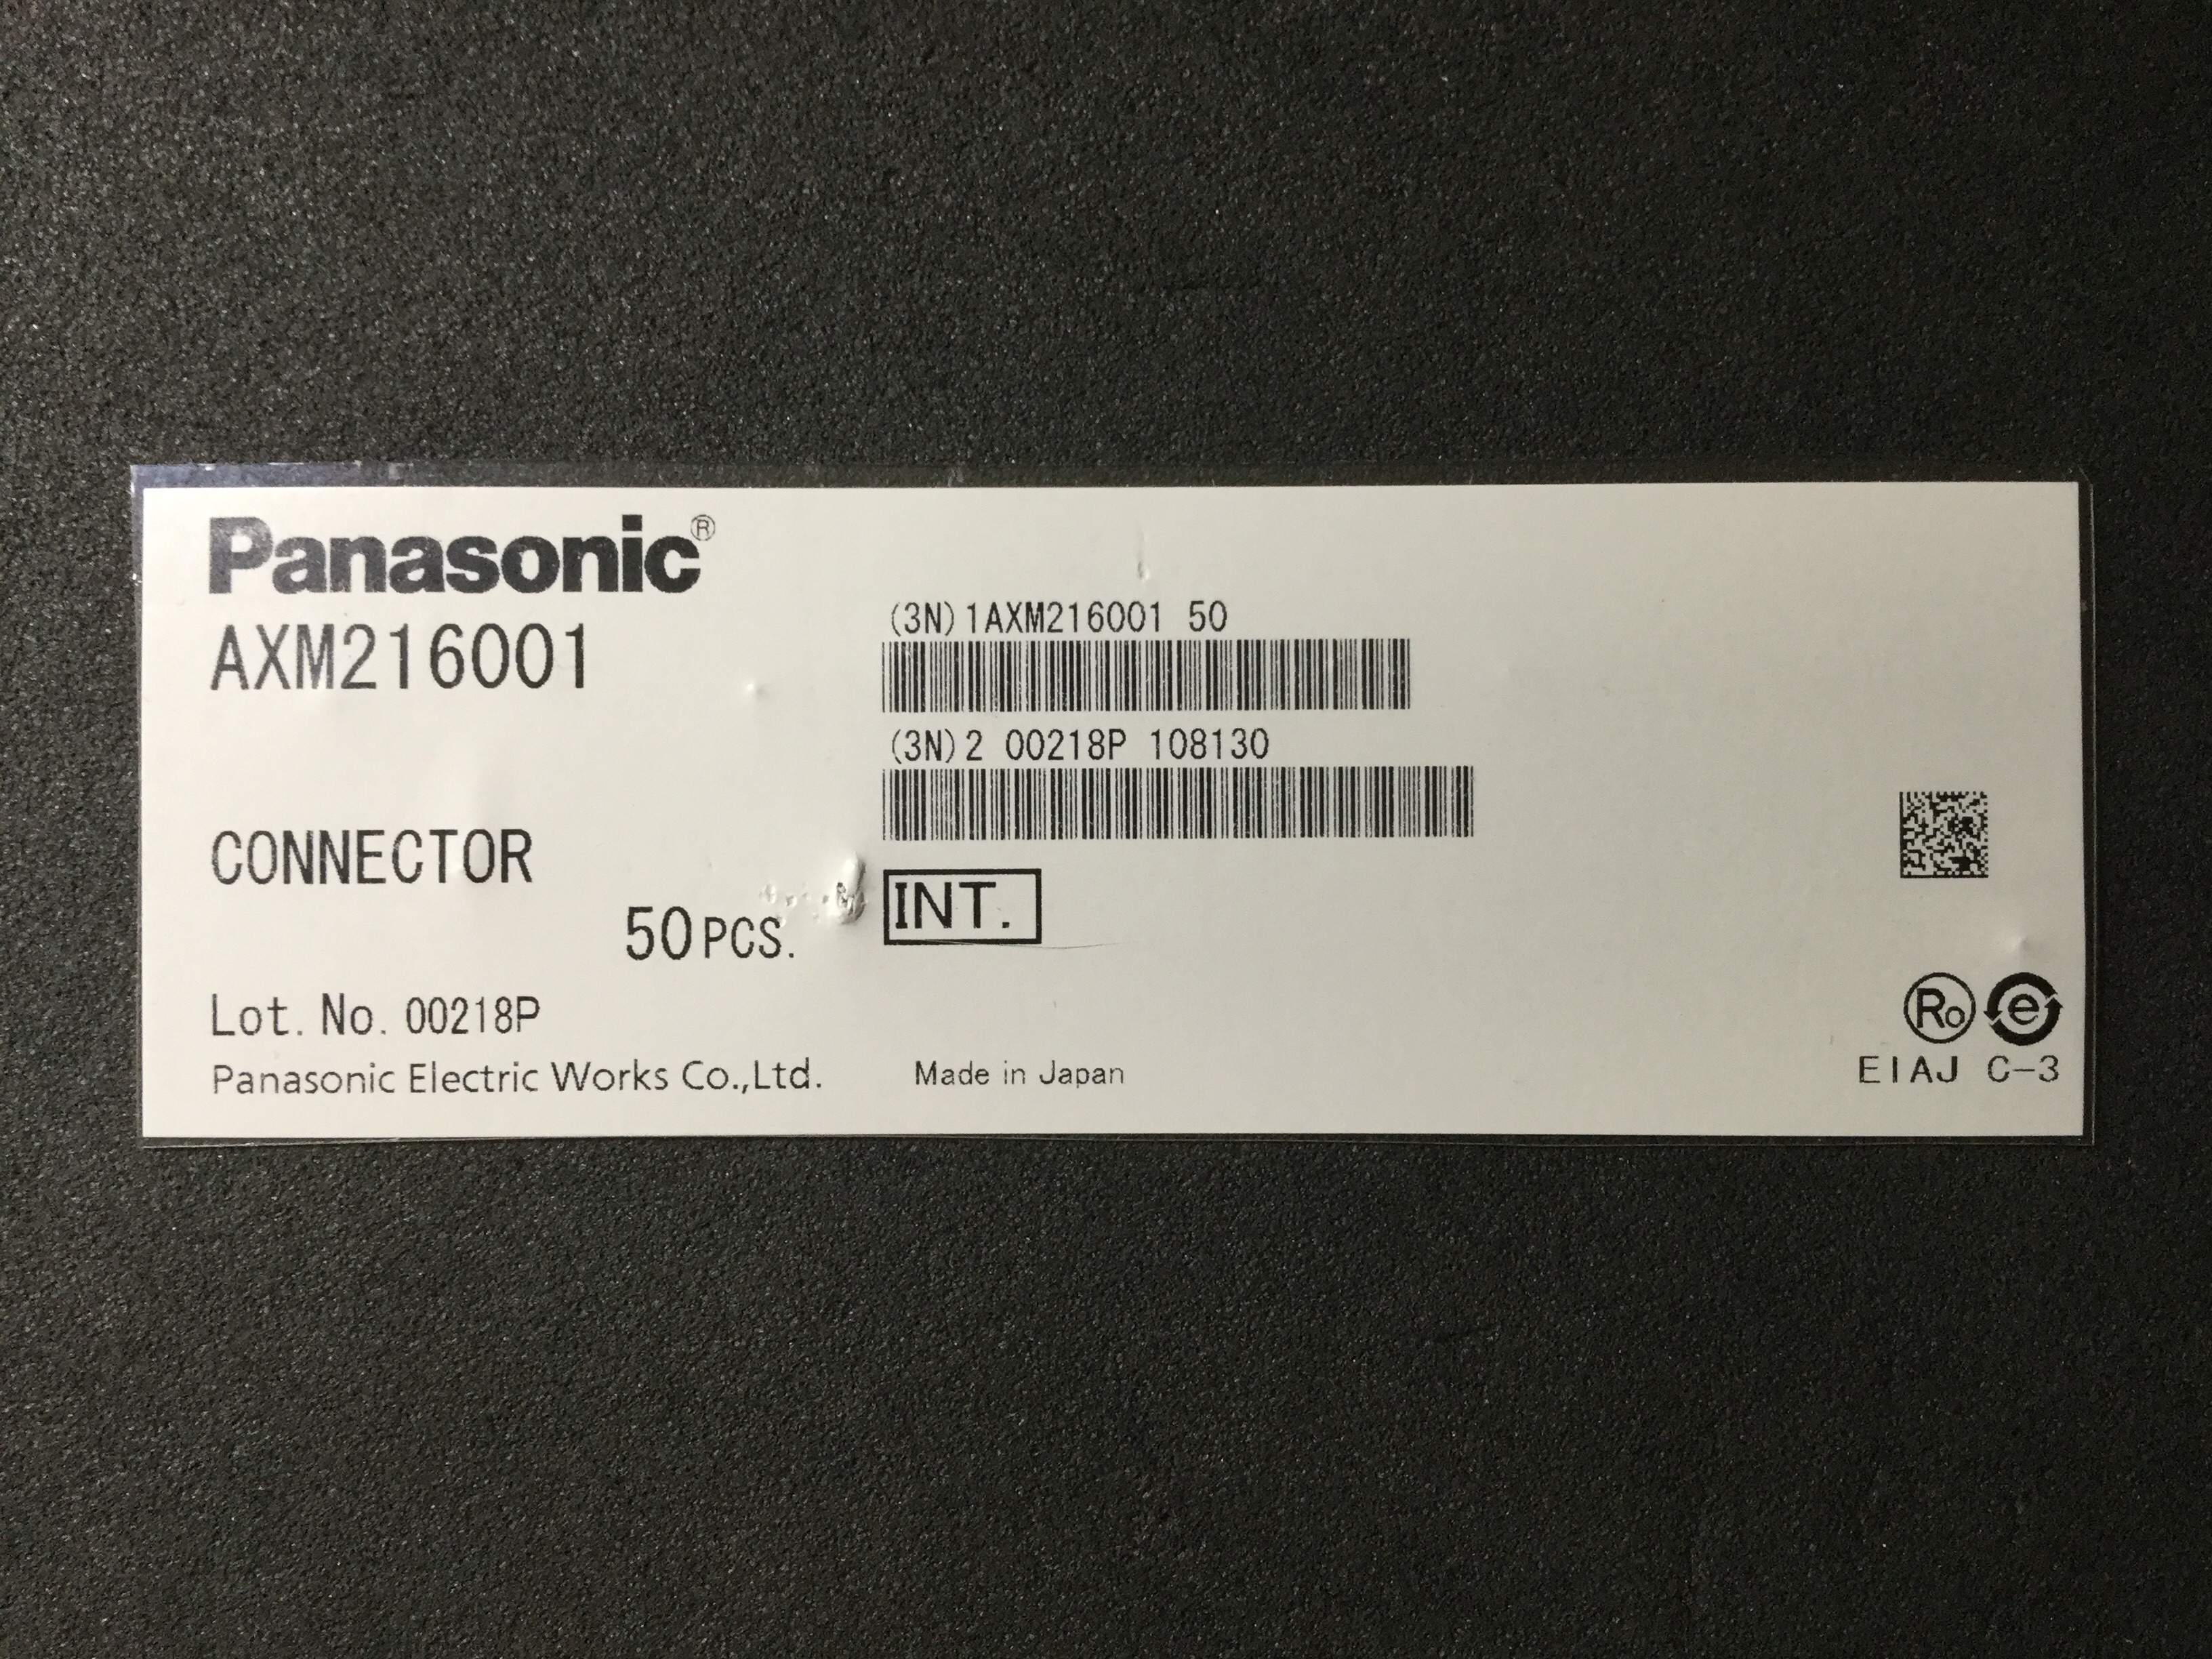 Panasonic®
AXM216001
CONNECTOR
50PCS.
Lot. No. 00218P
Panasonic Electric Works Co.,Ltd.
(3N)1AXM216001 50
(3N)2 00218P 108130
INT.
Made in Japan
Ro e
EIAJ C-3